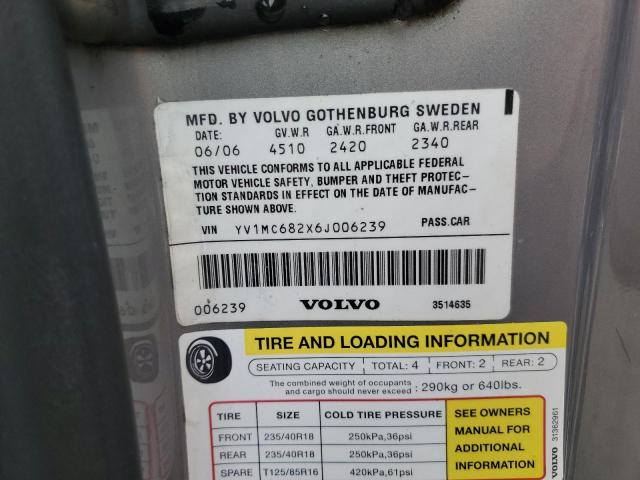 MFD. BY VOLVO GOTHENBURG SWEDEN
DATE: GV.W.R GA.W.R.FRONT GA.W.R.REAR
06/06 4510 2420 2340
THIS VEHICLE CONFORMS TO ALL APPLICABLE FEDERAL
MOTOR VEHICLE SAFETY, BUMPER AND THEFT PROTEC-
TION STANDARDS IN EFFECT ON THE DATE OF MANUFAC-
TURE SHOWN ABOVE.
VIN YV1MC682X6J006239 PASS.CAR
006239 VOLVO 3514635
TIRE AND LOADING INFORMATION
SEATING CAPACITY TOTAL: 4 FRONT: 2 REAR: 2
The combined weight of occupants
and cargo should never exceed : 290kg or 640lbs.
TIRE SIZE COLD TIRE PRESSURE
FRONT 235/40R18 250kPa,36psi
REAR 235/40R18 250kPa,36psi
SPARE T125/85R16 420kPa,61psi
SEE OWNERS
MANUAL FOR
ADDITIONAL
INFORMATION
VOLVO 31362961